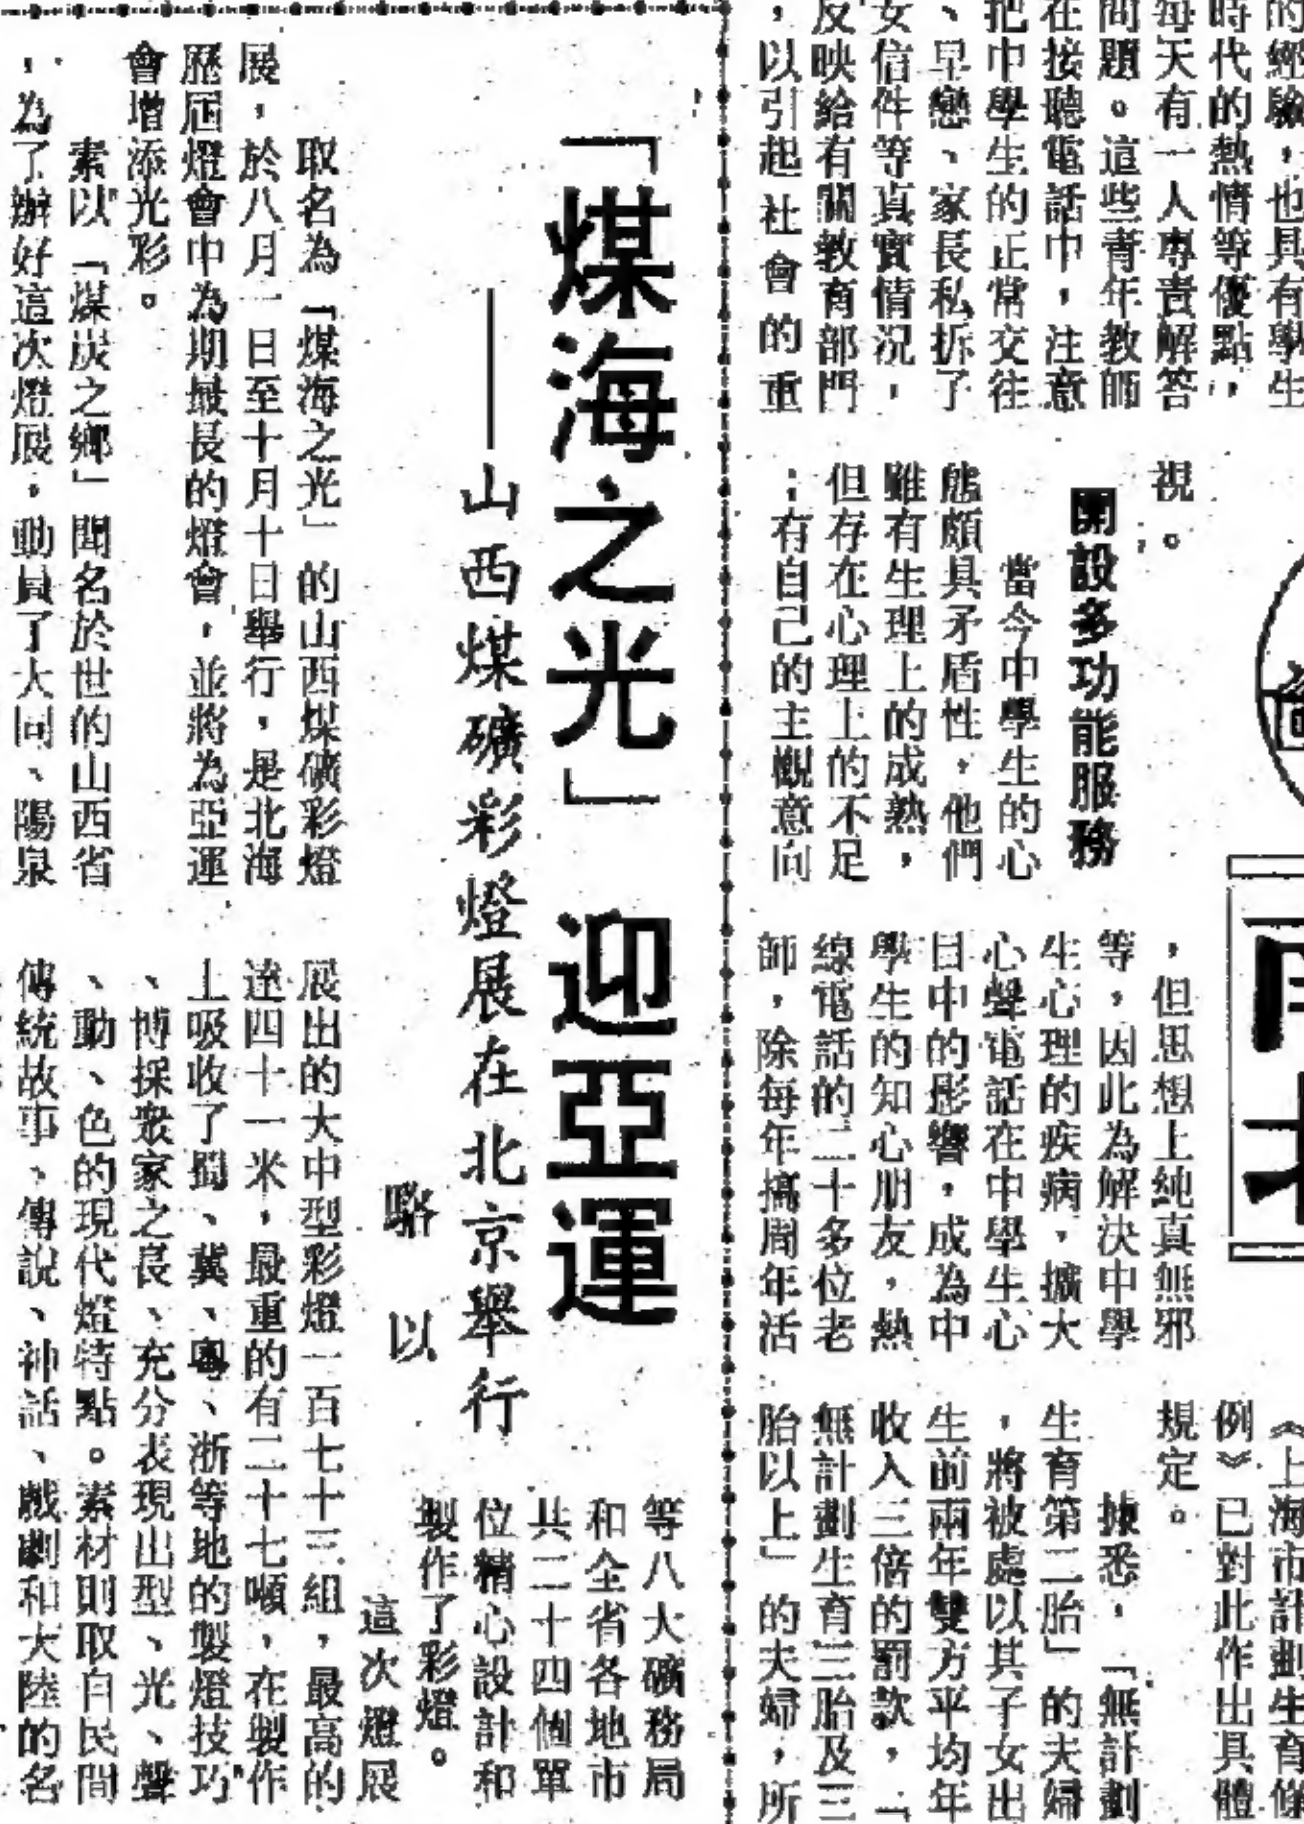 的經驗，也具有學生
時代的熱情等優點，
每天有一人專責解答
問題。這些青年教師
在接聽電話中，注意
把中學生的正常交往
、早戀、家長私拆了
女信件等真實情況，
反映給有關教育部門
，以引起社會的重
視。
開設多功能服務
當今中學生的心
態頗具矛盾性，他們
雖有生理上的成熟，
但存在心理上的不足
；有自己的主觀意向
，但思想上純真無邪
等，因此為解決中學
生心理的疾病，擴大
心聲電話在中學生心
目中的影響，成為中
學生的知心朋友，熱
線電話的二十多位老
師，除每年搞周年活
《上海市計劃生育條
例》已對此作出具體
規定。
據悉，「無計劃
生育第二胎」的夫婦
，將被處以其子女出
生前兩年雙方平均年
收入三倍的罰款，「
無計劃生育三胎及三
胎以上」的夫婦，所
「煤海之光」迎亞運
——山西煤礦彩燈展在北京舉行
駱以
取名為「煤海之光」的山西煤礦彩燈
展，於八月一日至十月十日舉行，是北海
歷屆燈會中為期最長的燈會，並將為亞運
會增添光彩。
素以「煤炭之鄉」聞名於世的山西省
，為了辦好這次燈展，動員了大同、陽泉
等八大礦務局
和全省各地市
共二十四個單
位精心設計和
製作了彩燈。
這次燈展
展出的大中型彩燈一百七十三組，最高的
達四十一米，最重的有二十七噸，在製作
上吸收了蜀、冀、粵、浙等地的製燈技巧
、博採衆家之長、充分表現出型、光、聲
、動、色的現代燈特點。素材則取自民間
傳統故事、傳說、神話、戲劇和大陸的名